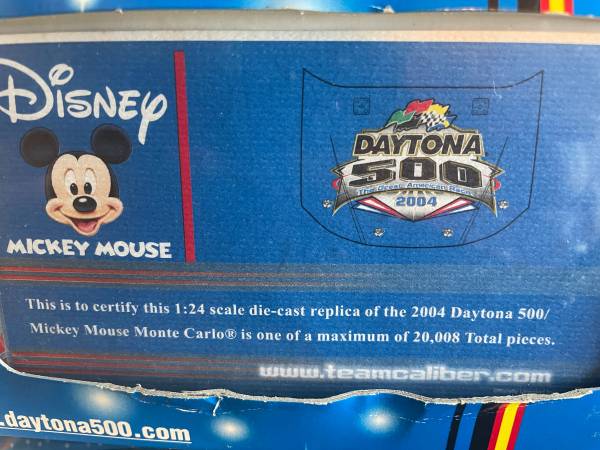 Disney
MICKEY MOUSE
DAYTONA
500
The Great American Race
2004
This is to certify this 1:24 scale die-cast replica of the 2004 Daytona 500/
Mickey Mouse Monte Carlo® is one of a maximum of 20,008 Total pieces.
www.teamcaliber.com
.daytona500.com